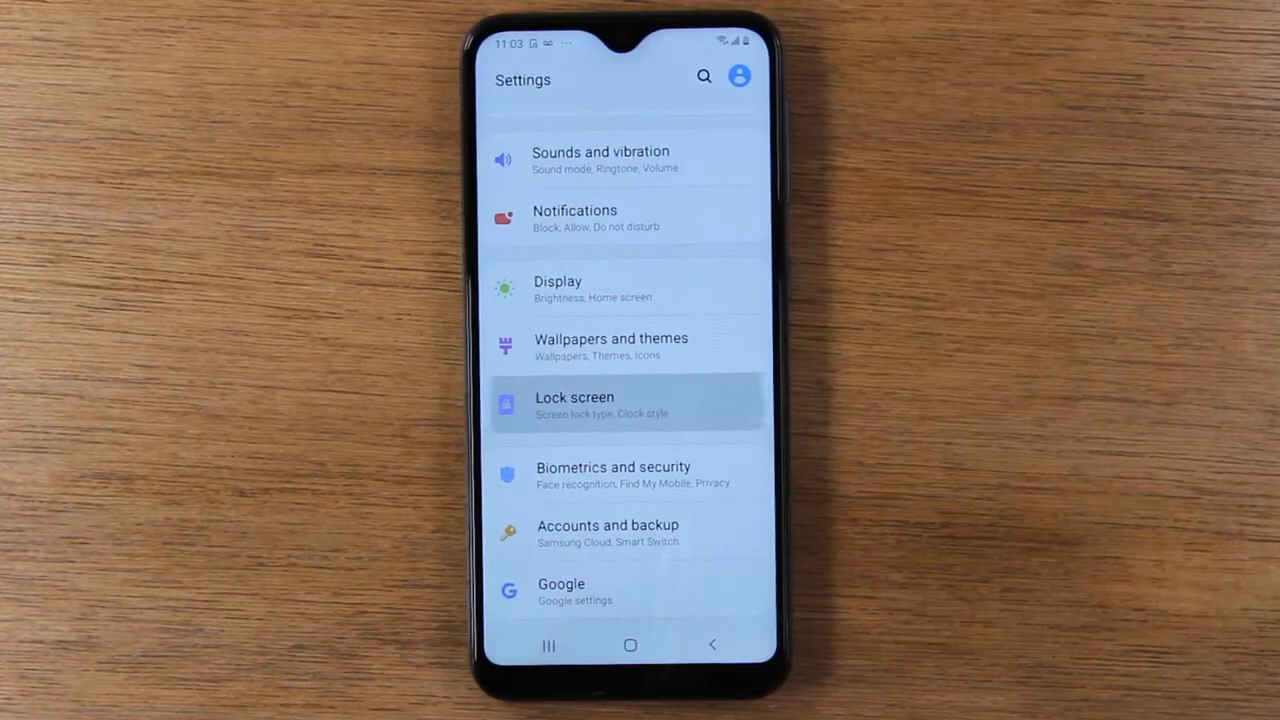 11:03
Settings
Sounds and vibration
Sound mode, Ringtone, Volume
Notifications
Block, Allow, Do not disturb
Display
Brightness, Home screen
Wallpapers and themes
Wallpapers, Themes, Icons
Lock screen
Screen lock type, Clock style
Biometrics and security
Face recognition, Find My Mobile, Privacy
Accounts and backup
Samsung Cloud, Smart Switch
Google
Google settings